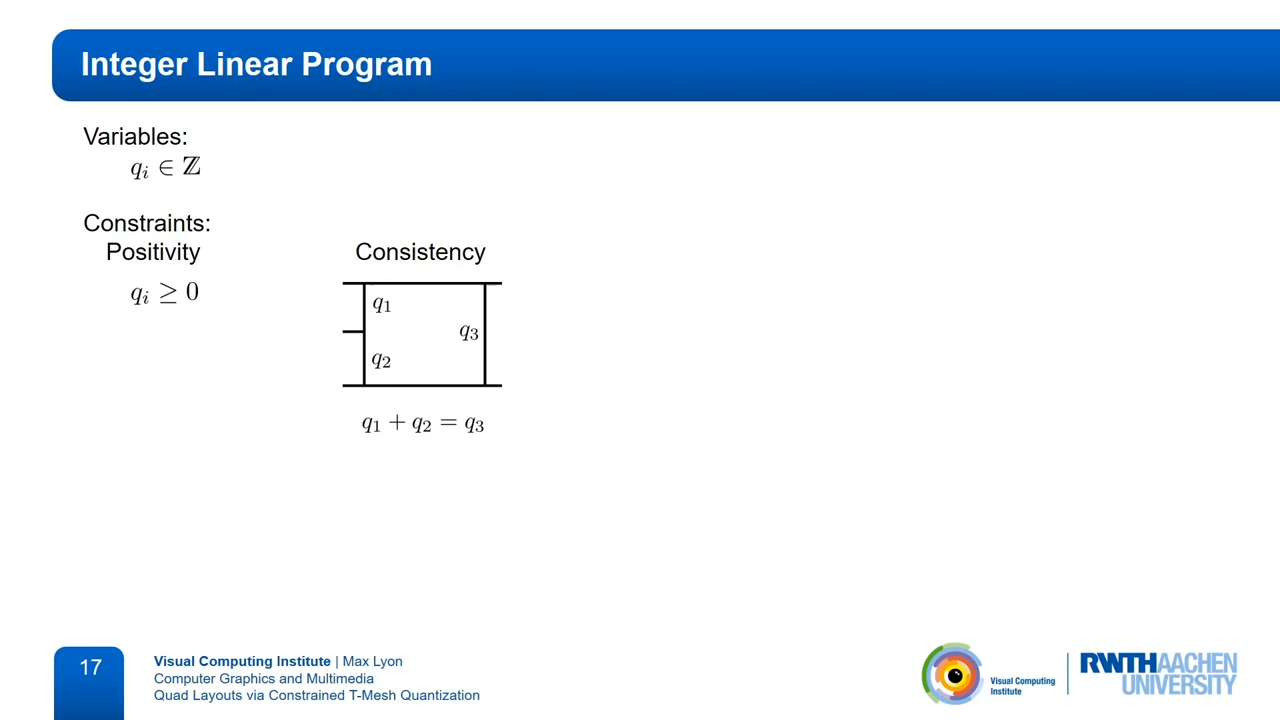 Integer Linear Program
Variables:
qᵢ ∈ ℤ
Constraints:
Positivity
qᵢ ≥ 0
Consistency
q₁
q₃
q₂
q₁ + q₂ = q₃
17
Visual Computing Institute | Max Lyon
Computer Graphics and Multimedia
Quad Layouts via Constrained T-Mesh Quantization
Visual Computing
Institute
RWTHAACHEN
UNIVERSITY